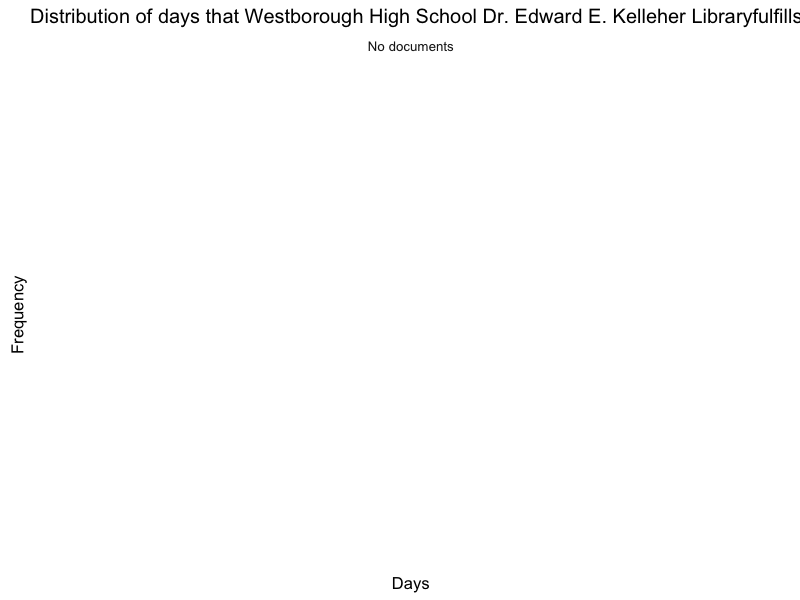 Distribution of days that Westborough High School Dr. Edward E. Kelleher Libraryfulfills
No documents
Frequency
Days